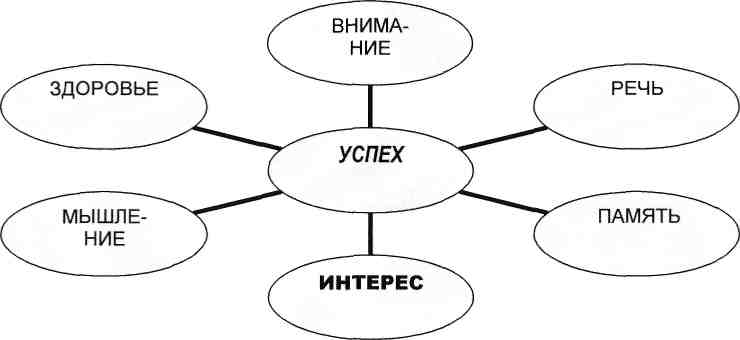 ВНИМА-
НИЕ
ЗДОРОВЬЕ
РЕЧЬ
УСПЕХ
МЫШЛЕ-
НИЕ
ПАМЯТЬ
ИНТЕРЕС